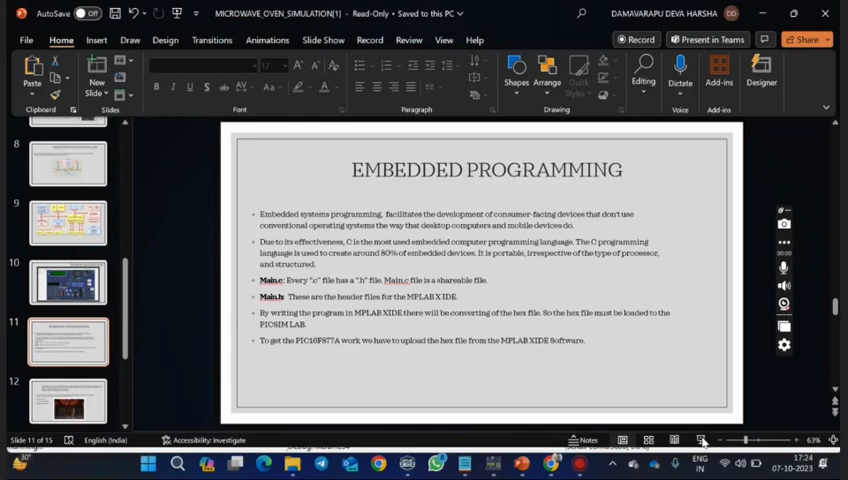 AutoSave Off MICROWAVE_OVEN_SIMULATION[1] • Read-Only • Saved to this PC DAMAVARAPU DEVA HARSHA DD
File Home Insert Draw Design Transitions Animations Slide Show Record Review View Help Record Present in Teams Share
17
Paste New Slides Shapes Arrange Quick Styles Editing Dictate Add-ins Designer
Clipboard Slides Font Paragraph Drawing Voice Add-ins
8
9
10
11
12
EMBEDDED PROGRAMMING
Embedded systems programming, facilitates the development of consumer-facing devices that don't use
conventional operating systems the way that desktop computers and mobile devices do.
Due to its effectiveness, C is the most used embedded computer programming language. The C programming
language is used to create around 80% of embedded devices. It is portable, irrespective of the type of processor,
and structured.
Main.c: Every ".c" file has a ".h" file. Main.c file is a shareable file.
Main.h: These are the header files for the MPLAB X IDE.
By writing the program in MPLAB XIDE there will be converting of the hex file. So the hex file must be loaded to the
PICSIM LAB.
To get the PIC16F877A work we have to upload the hex file from the MPLAB XIDE Software.
00:00
Slide 11 of 15 English (India) Accessibility: Investigate Notes 63%
30° ENG IN 17:24
07-10-2023